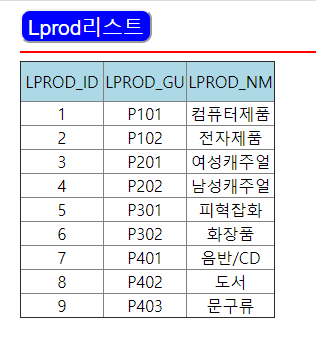 Lprod리스트
LPROD_ID LPROD_GU LPROD_NM
1 P101 컴퓨터제품
2 P102 전자제품
3 P201 여성캐주얼
4 P202 남성캐주얼
5 P301 피혁잡화
6 P302 화장품
7 P401 음반/CD
8 P402 도서
9 P403 문구류